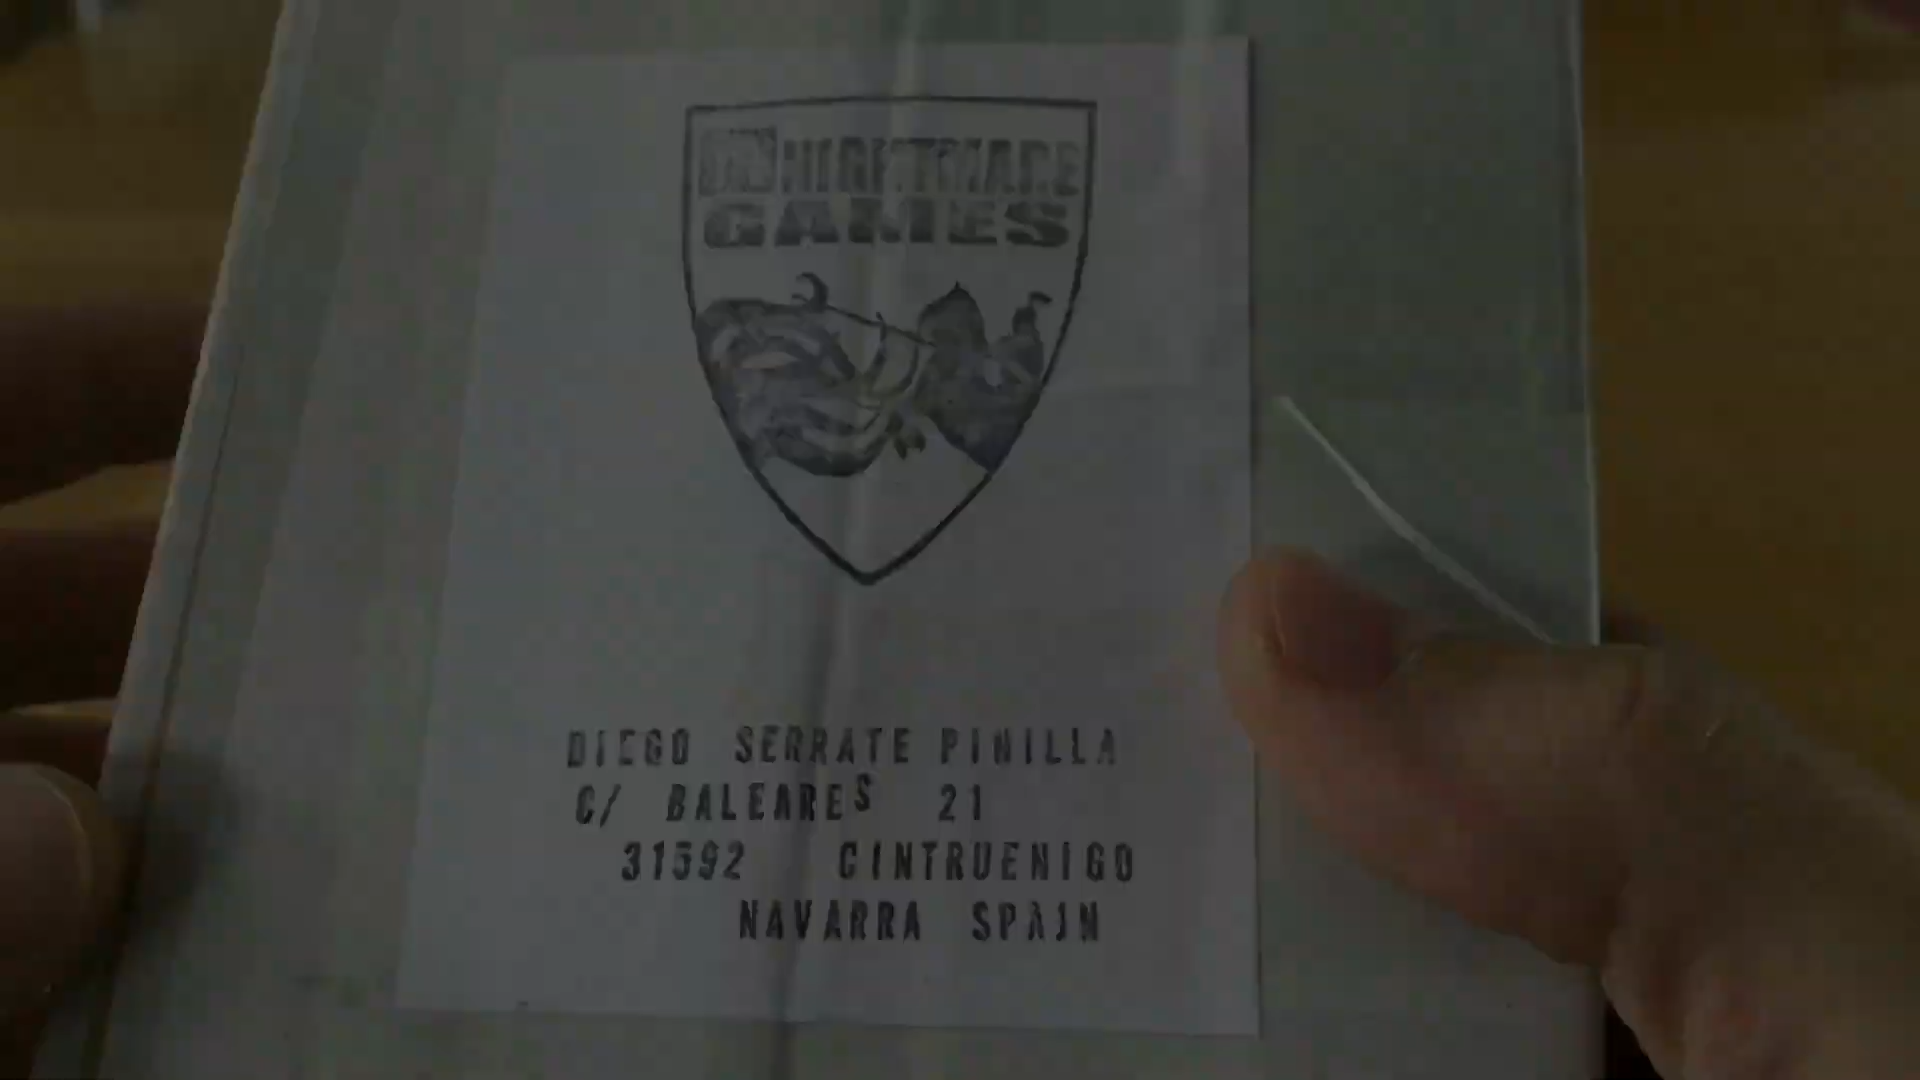 NIGHTMARE
GAMES
DIEGO SERRATE PINILLA
C/ BALEARES 21
31592 CINTRUENIGO
NAVARRA SPAIN